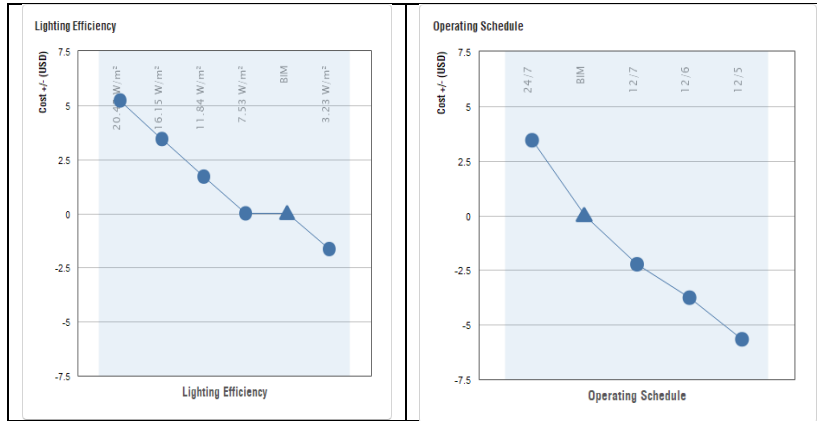 Lighting Efficiency
Cost +/- (USD)
7.5
5
2.5
0
-2.5
-5
-7.5
16.15 W/m²
11.84 W/m²
7.53 W/m²
BIM
3.23 W/m²
Lighting Efficiency
Operating Schedule
Cost +/- (USD)
7.5
5
2.5
0
-2.5
-5
-7.5
24/7
BIM
12/7
12/6
12/5
Operating Schedule